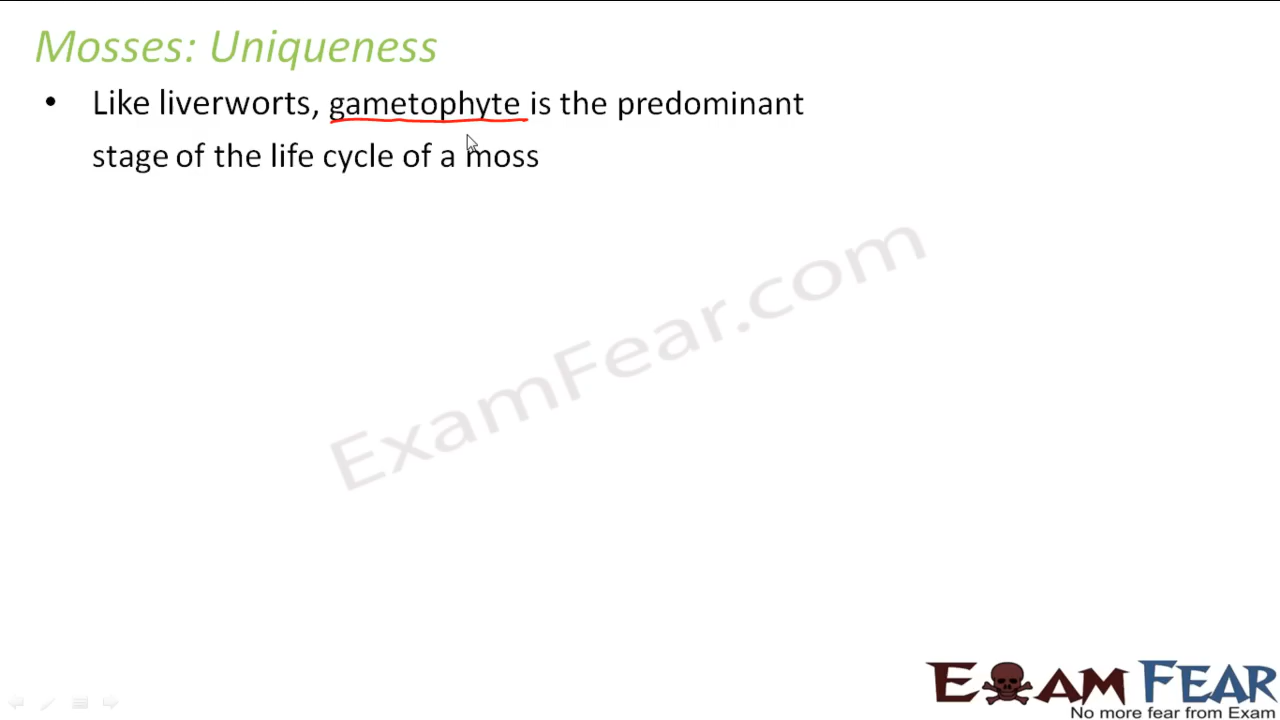 Mosses: Uniqueness
• Like liverworts, gametophyte is the predominant
stage of the life cycle of a moss
ExamFear.com
EXAM FEAR
No more fear from Exam